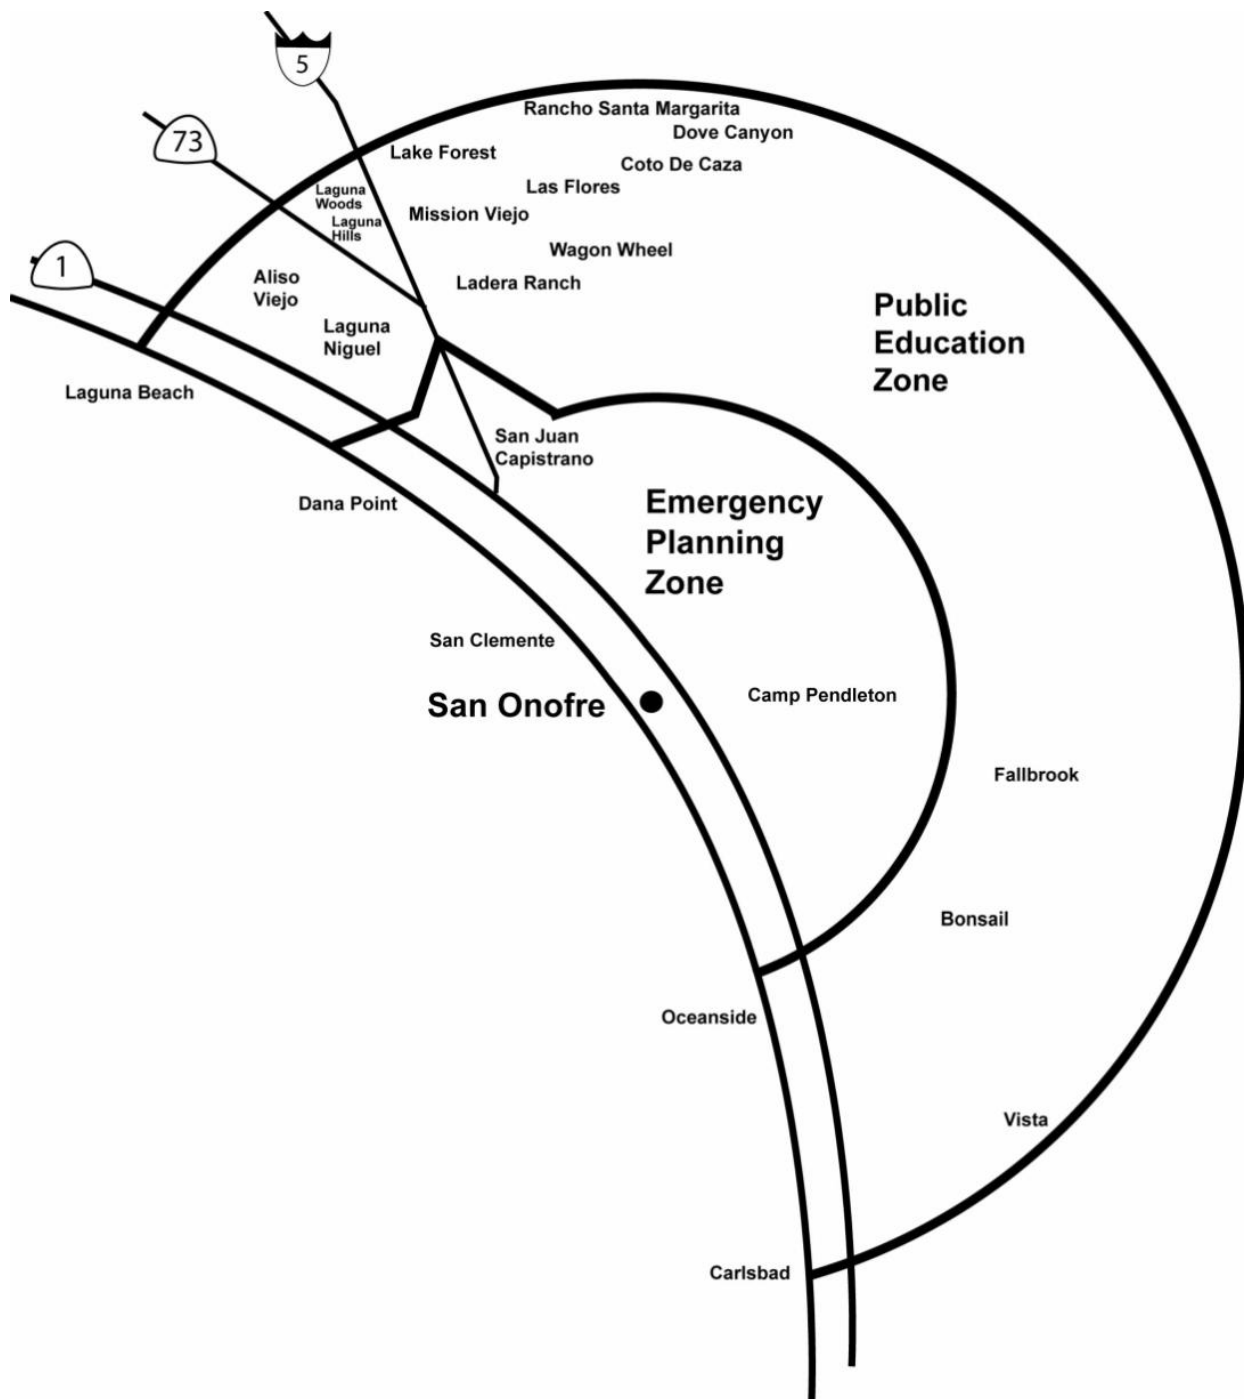 5
Rancho Santa Margarita
73
Dove Canyon
Lake Forest
Coto De Caza
Laguna
Woods
Las Flores
Laguna
Hills
Mission Viejo
Wagon Wheel
1
Aliso
Viejo
Ladera Ranch
Public
Education
Zone
Laguna
Niguel
Laguna Beach
San Juan
Capistrano
Dana Point
Emergency
Planning
Zone
San Clemente
San Onofre
Camp Pendleton
Fallbrook
Bonsail
Oceanside
Vista
Carlsbad